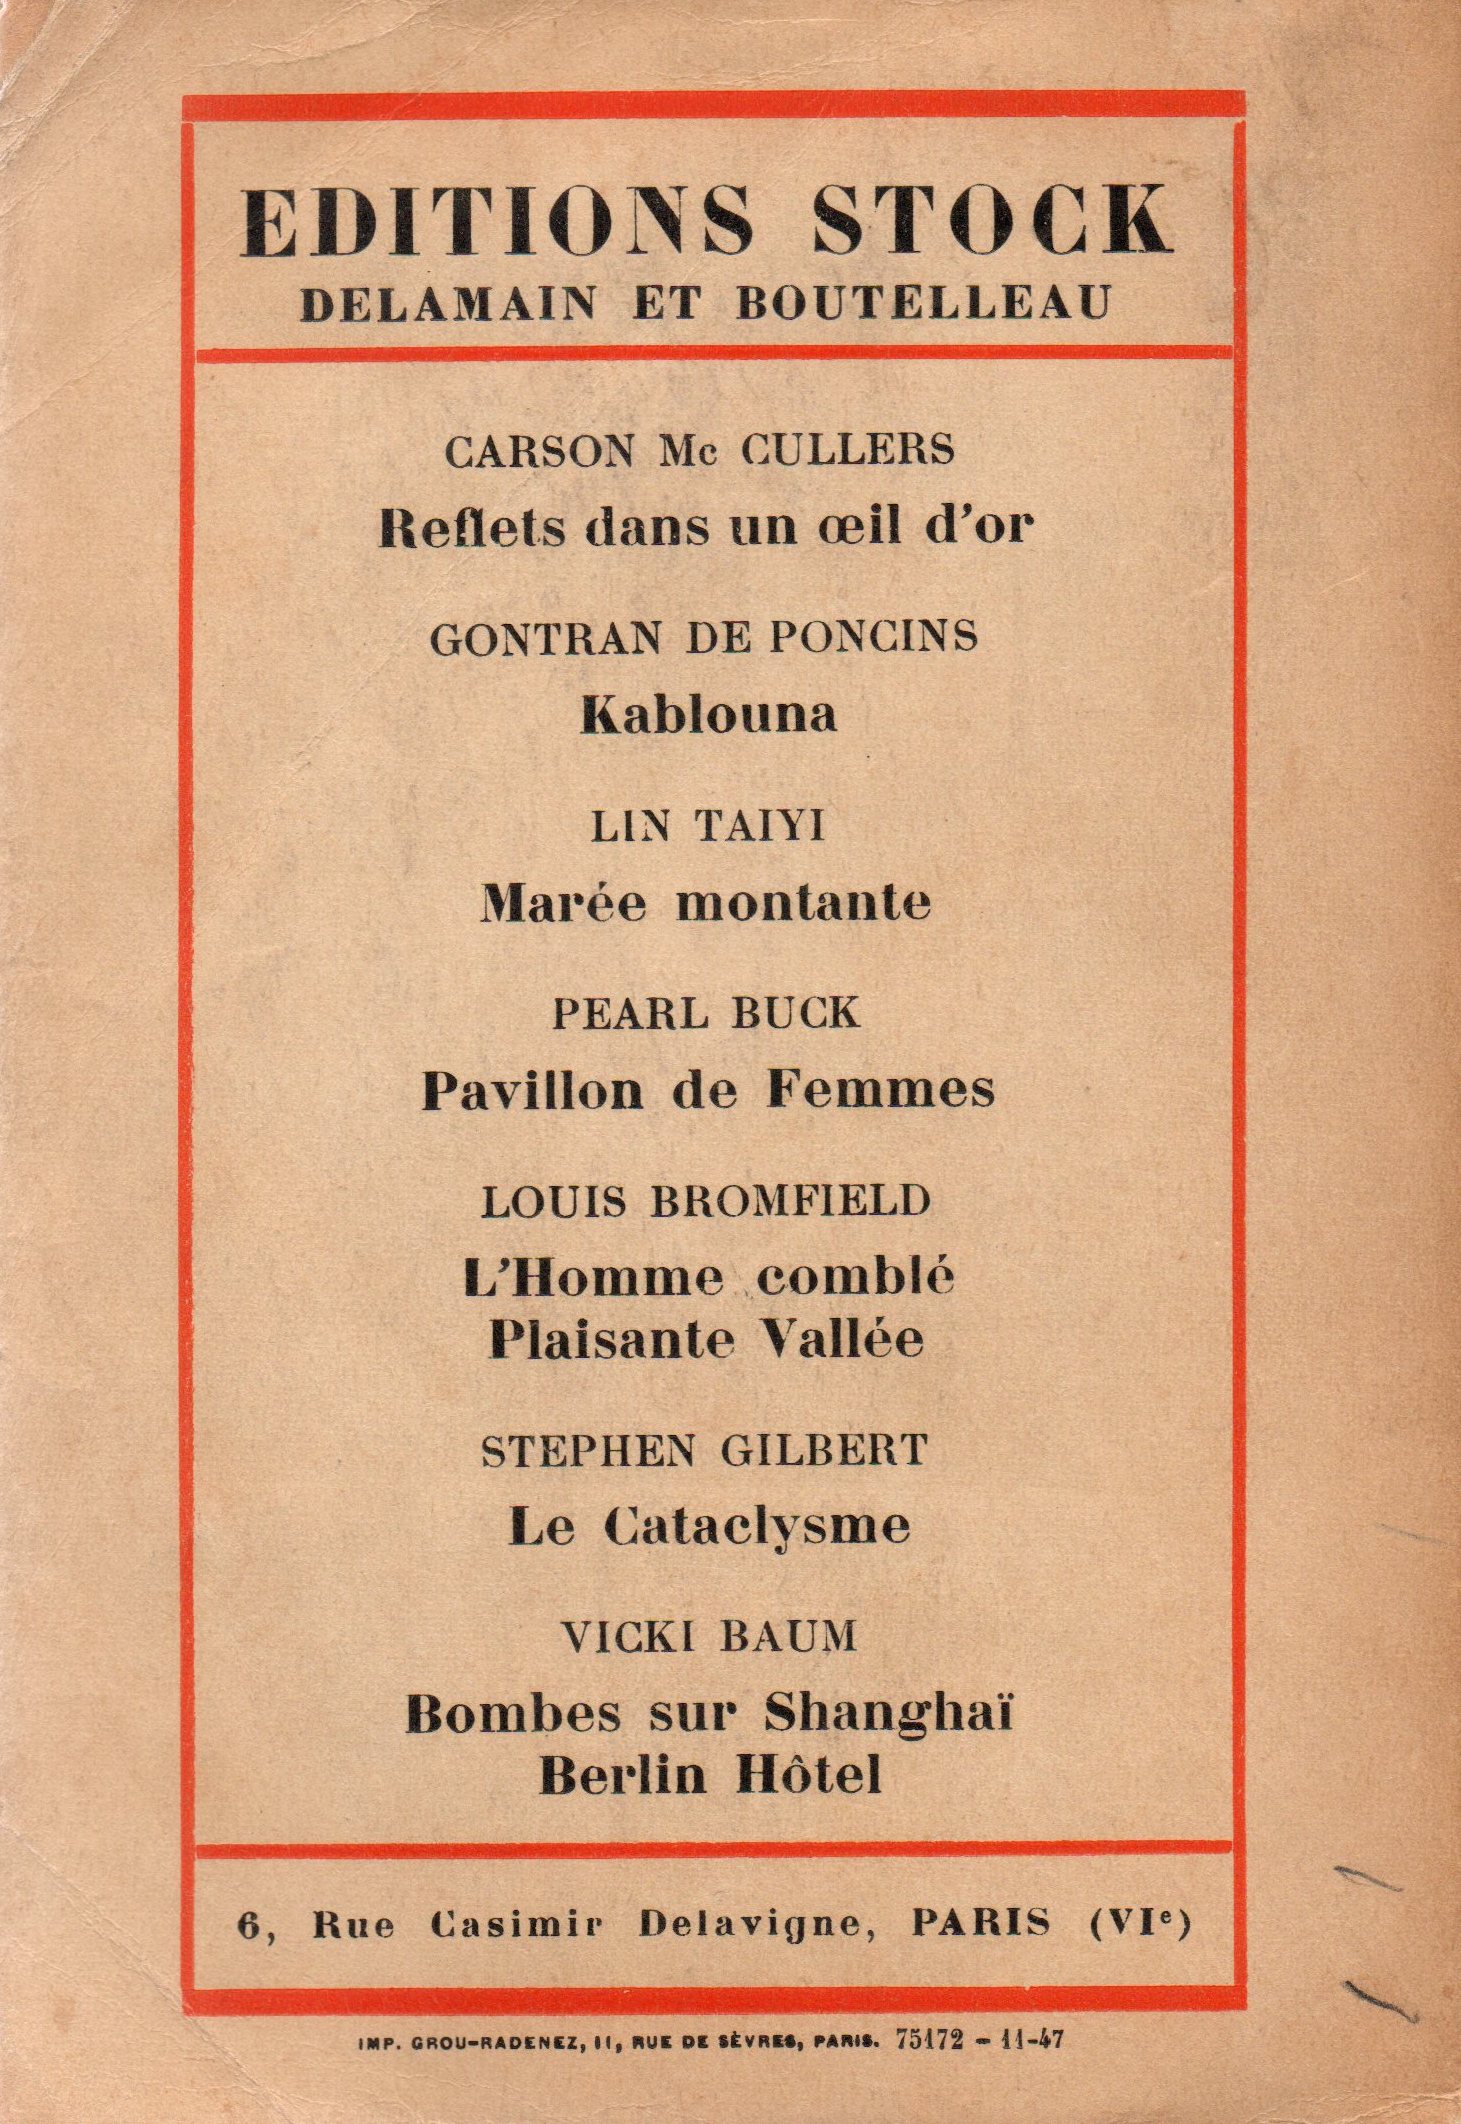 EDITIONS STOCK
DELAMAIN ET BOUTELLEAU
CARSON Mc CULLERS
Reflets dans un œil d'or
GONTRAN DE PONCINS
Kablouna
LIN TAIYI
Marée montante
PEARL BUCK
Pavillon de Femmes
LOUIS BROMFIELD
L'Homme comblé
Plaisante Vallée
STEPHEN GILBERT
Le Cataclysme
VICKI BAUM
Bombes sur Shanghaï
Berlin Hôtel
6, Rue Casimir Delavigne, PARIS (VIe)
IMP. GROU-RADENEZ, 11, RUE DE SÈVRES, PARIS. 75172 - 11-47